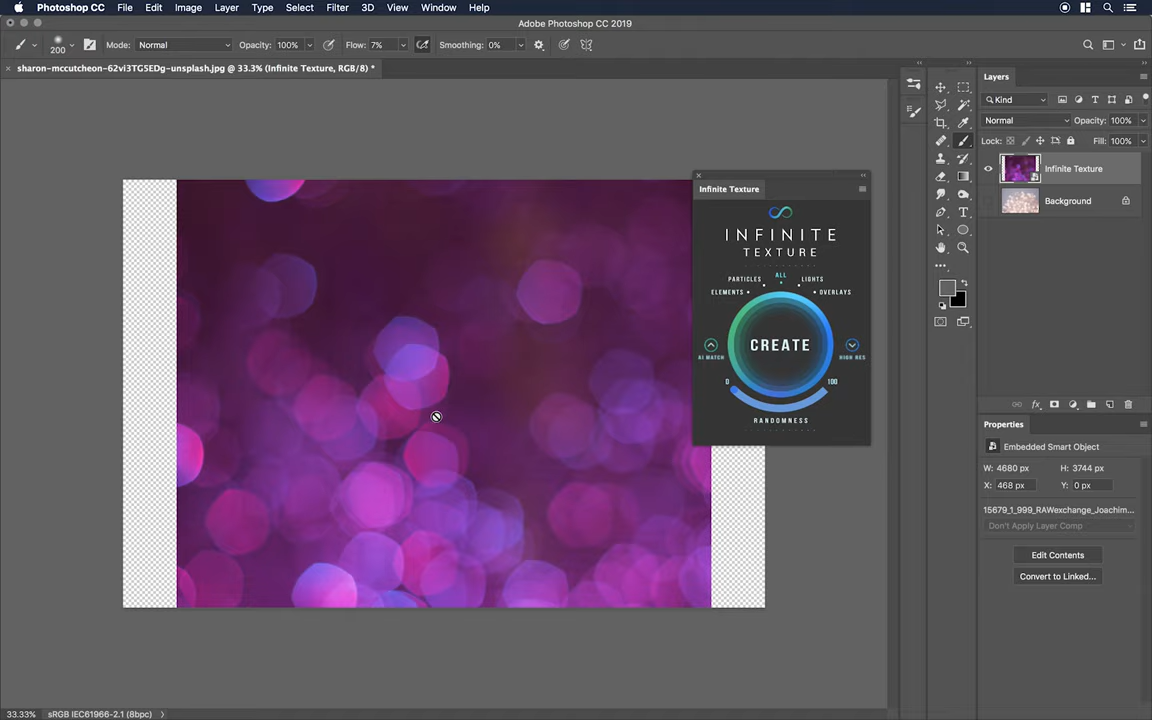 Photoshop CC File Edit Image Layer Type Select Filter 3D View Window Help
Adobe Photoshop CC 2019
200 Mode: Normal Opacity: 100% Flow: 7% Smoothing: 0%
sharon-mccutcheon-62vi3TG5EDg-unsplash.jpg @ 33.3% (Infinite Texture, RGB/8) *
Infinite Texture
INFINITE
TEXTURE
ALL
PARTICLES LIGHTS
ELEMENTS OVERLAYS
CREATE
AI MATCH HIGH RES
0 100
RANDOMNESS
Layers
Kind
Normal Opacity: 100%
Lock: Fill: 100%
Infinite Texture
Background
Properties
Embedded Smart Object
W: 4680 px H: 3744 px
X: 468 px Y: 0 px
15679_1_999_RAWexchange_Joachim...
Don't Apply Layer Comp
Edit Contents
Convert to Linked...
33.33% sRGB IEC61966-2.1 (8bpc)